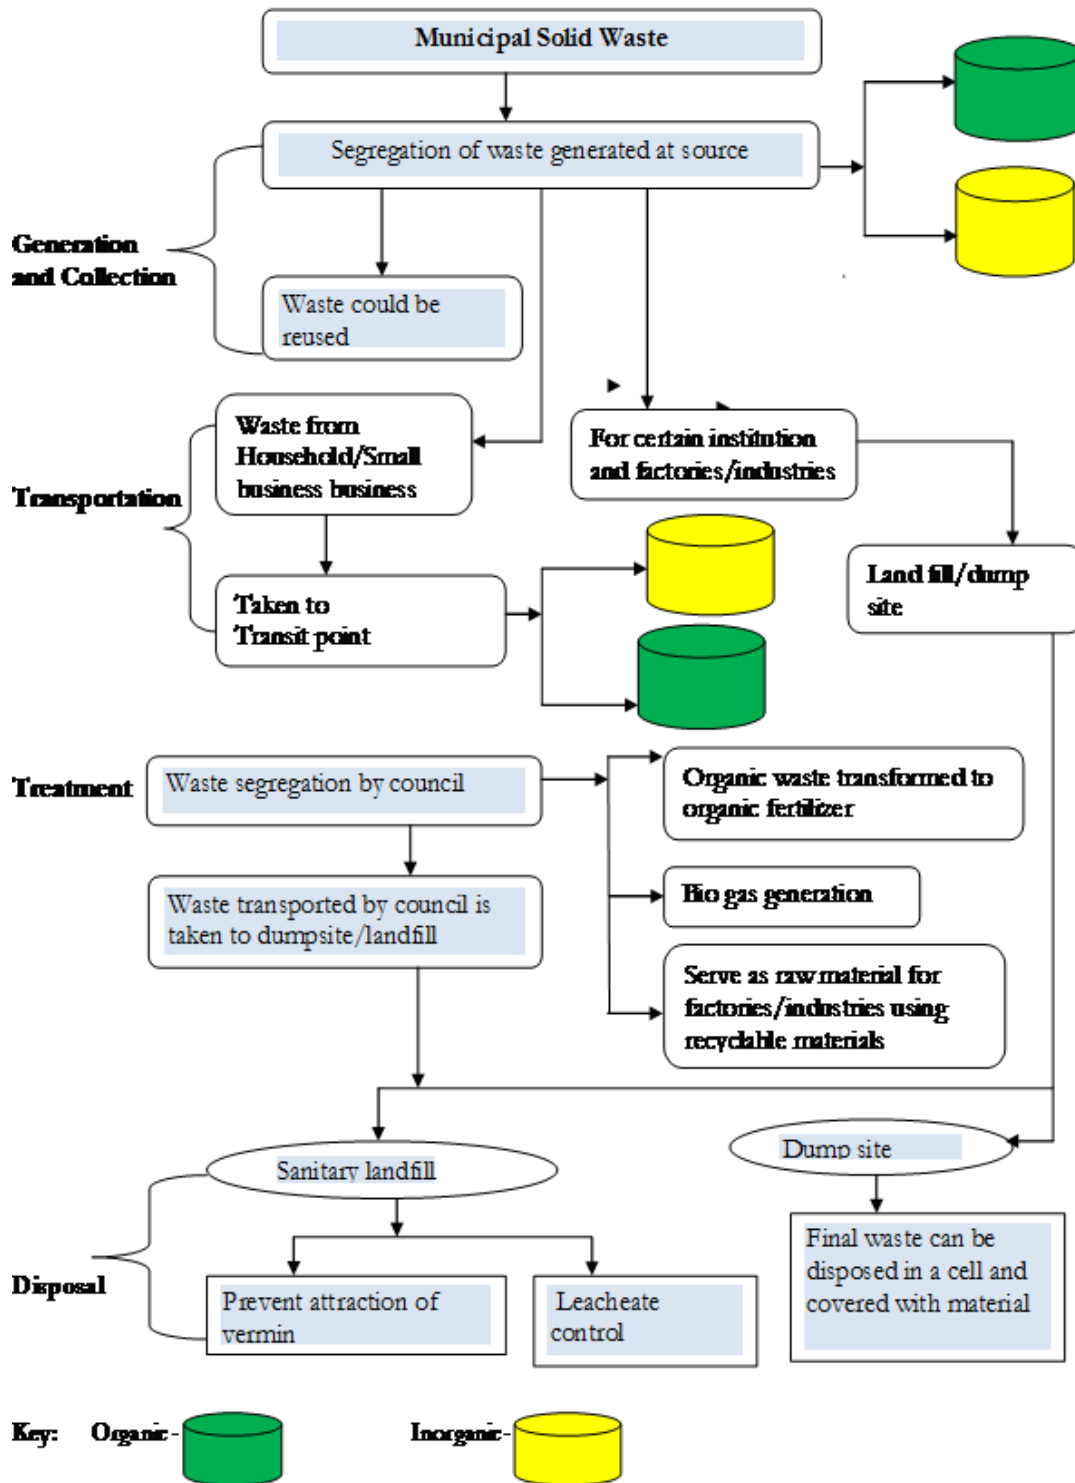 Municipal Solid Waste
Segregation of waste generated at source
Generation
and Collection
Waste could be
reused
Waste from
Household/Small
business business
For certain institution
and factories/industries
Transportation
Land fill/dump
site
Taken to
Transit point
Treatment
Waste segregation by council
Organic waste transformed to
organic fertilizer
Bio gas generation
Waste transported by council is
taken to dumpsite/landfill
Serve as raw material for
factories/industries using
recyclable materials
Sanitary landfill
Dump site
Disposal
Prevent attraction of
vermin
Leacheate
control
Final waste can be
disposed in a cell and
covered with material
Key: Organic- Inorganic-